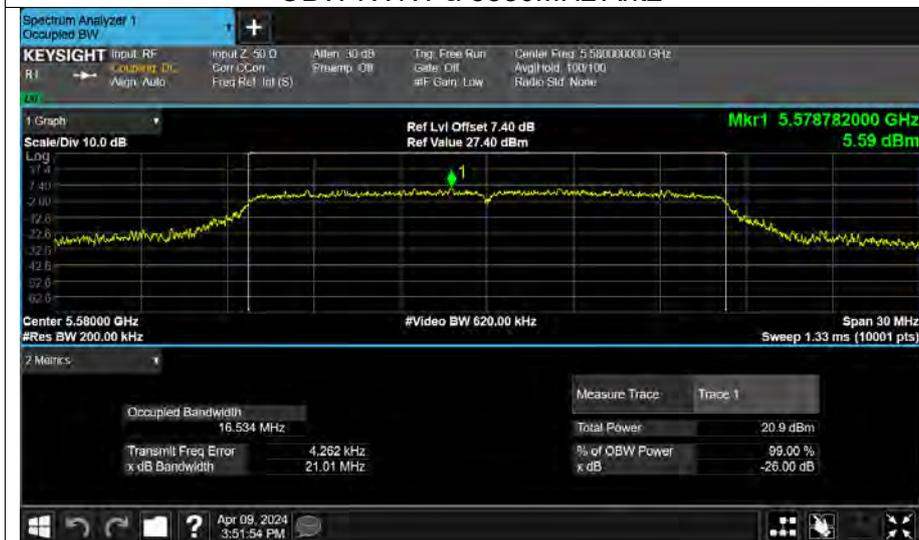 Spectrum Analyzer 1
Occupied BW
KEYSIGHT Input: RF
Coupling: DC
Align: Auto
Input Z: 50 Ω
Corr CCorr
Freq Ref: Int (S)
Atten: 30 dB
Preamp: Off
Trig: Free Run
Gate: Off
#IF Gain: Low
Center Freq: 5.580000000 GHz
Avg|Hold: 100/100
Radio Std: None
1 Graph
Scale/Div 10.0 dB
Ref Lvl Offset 7.40 dB
Ref Value 27.40 dBm
Mkr1 5.578782000 GHz
5.59 dBm
Log
17.4
7.40
-2.60
-12.6
-22.6
-32.6
-42.6
-52.6
-62.6
1
Center 5.58000 GHz
#Res BW 200.00 kHz
#Video BW 620.00 kHz
Span 30 MHz
Sweep 1.33 ms (10001 pts)
2 Metrics
Measure Trace Trace 1
Occupied Bandwidth
16.534 MHz
Total Power 20.9 dBm
Transmit Freq Error 4.262 kHz
% of OBW Power 99.00 %
x dB Bandwidth 21.01 MHz
x dB -26.00 dB
?
Apr 09, 2024
3:51:54 PM